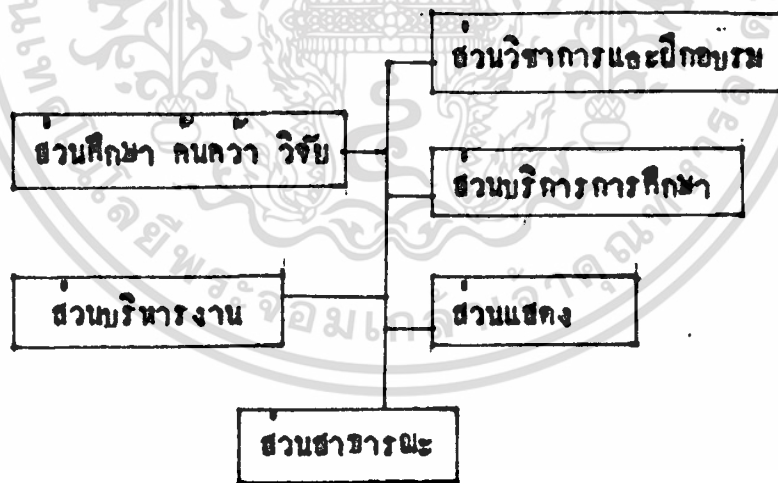 ส่วนวิชาการและฝึกอบรม
ส่วนศึกษา ค้นคว้า วิจัย
ส่วนบริการการศึกษา
ส่วนบริหารงาน
ส่วนแสดง
ส่วนสาธารณะ